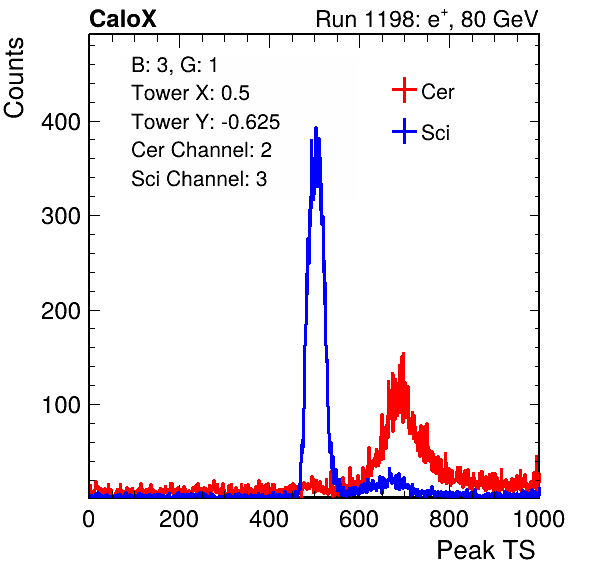 CaloX Run 1198: e⁺, 80 GeV
Counts
B: 3, G: 1
Tower X: 0.5
Tower Y: -0.625
Cer Channel: 2
Sci Channel: 3
Cer
Sci
400
300
200
100
0 200 400 600 800 1000
Peak TS